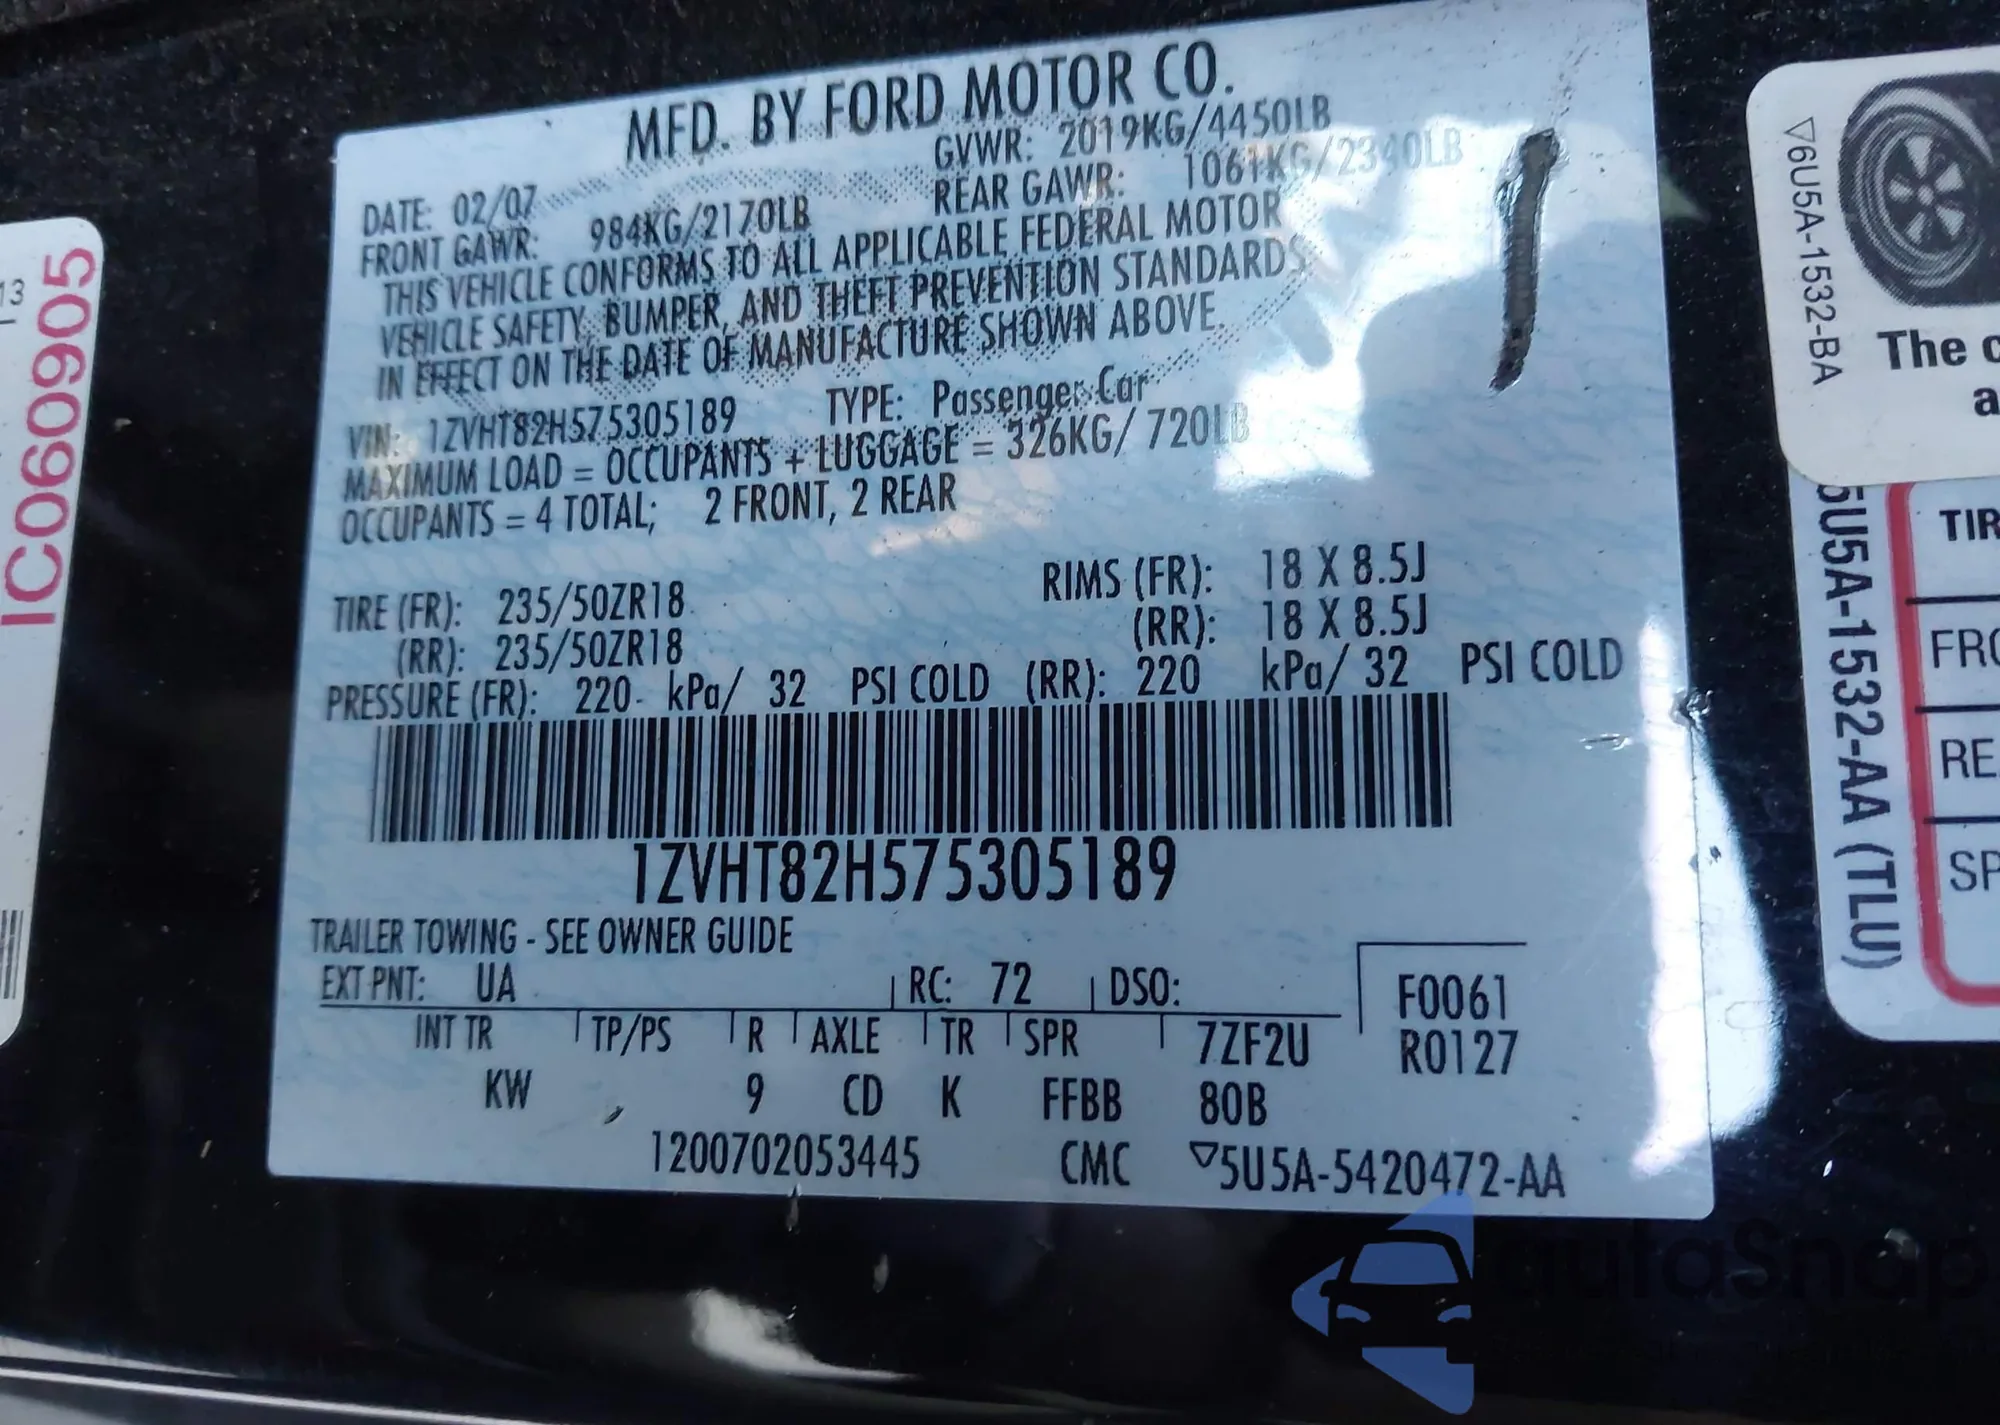 MFD. BY FORD MOTOR CO.
DATE: 02/07 GVWR: 2019KG/4450LB
FRONT GAWR: 984KG/2170LB REAR GAWR: 1061KG/2340LB
THIS VEHICLE CONFORMS TO ALL APPLICABLE FEDERAL MOTOR
VEHICLE SAFETY, BUMPER, AND THEFT PREVENTION STANDARDS
IN EFFECT ON THE DATE OF MANUFACTURE SHOWN ABOVE.
VIN: 1ZVHT82H575305189 TYPE: Passenger Car
MAXIMUM LOAD = OCCUPANTS + LUGGAGE = 326KG/ 720LB
OCCUPANTS = 4 TOTAL; 2 FRONT, 2 REAR
TIRE (FR): 235/50ZR18 RIMS (FR): 18 X 8.5J
(RR): 235/50ZR18 (RR): 18 X 8.5J
PRESSURE (FR): 220 kPa/ 32 PSI COLD (RR): 220 kPa/ 32 PSI COLD
1ZVHT82H575305189
TRAILER TOWING - SEE OWNER GUIDE
EXT PNT: UA RC: 72 DSO:
F0061
R0127
INT TR TP/PS R AXLE TR SPR 7ZF2U
KW 9 CD K FFBB 80B
1200702053445 CMC ▽5U5A-5420472-AA
13
IC060905
▽6U5A-1532-BA
The c
a
5U5A-1532-AA (TLU)
TIR
FRO
RE
SP
autoSnap